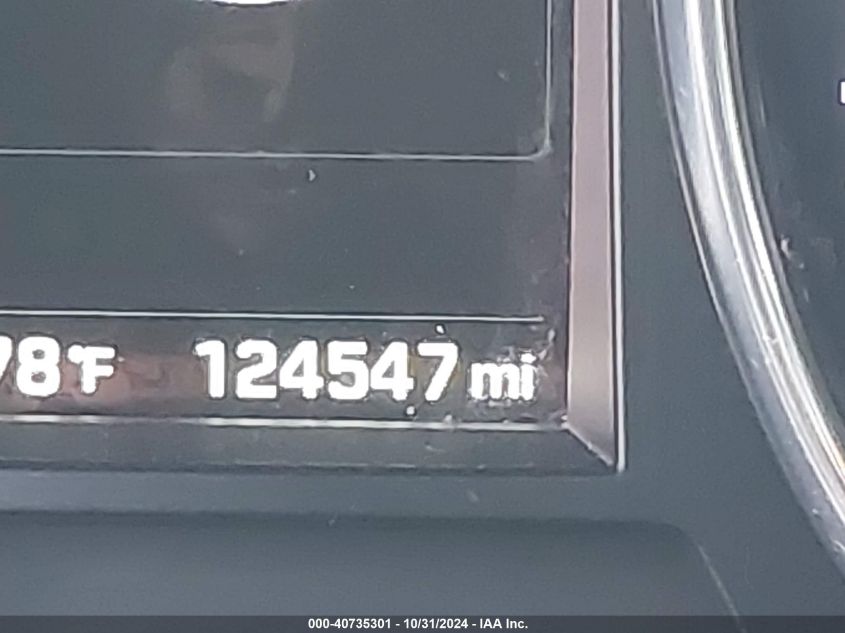 78°F 124547 mi
000-40735301 - 10/31/2024 - IAA Inc.